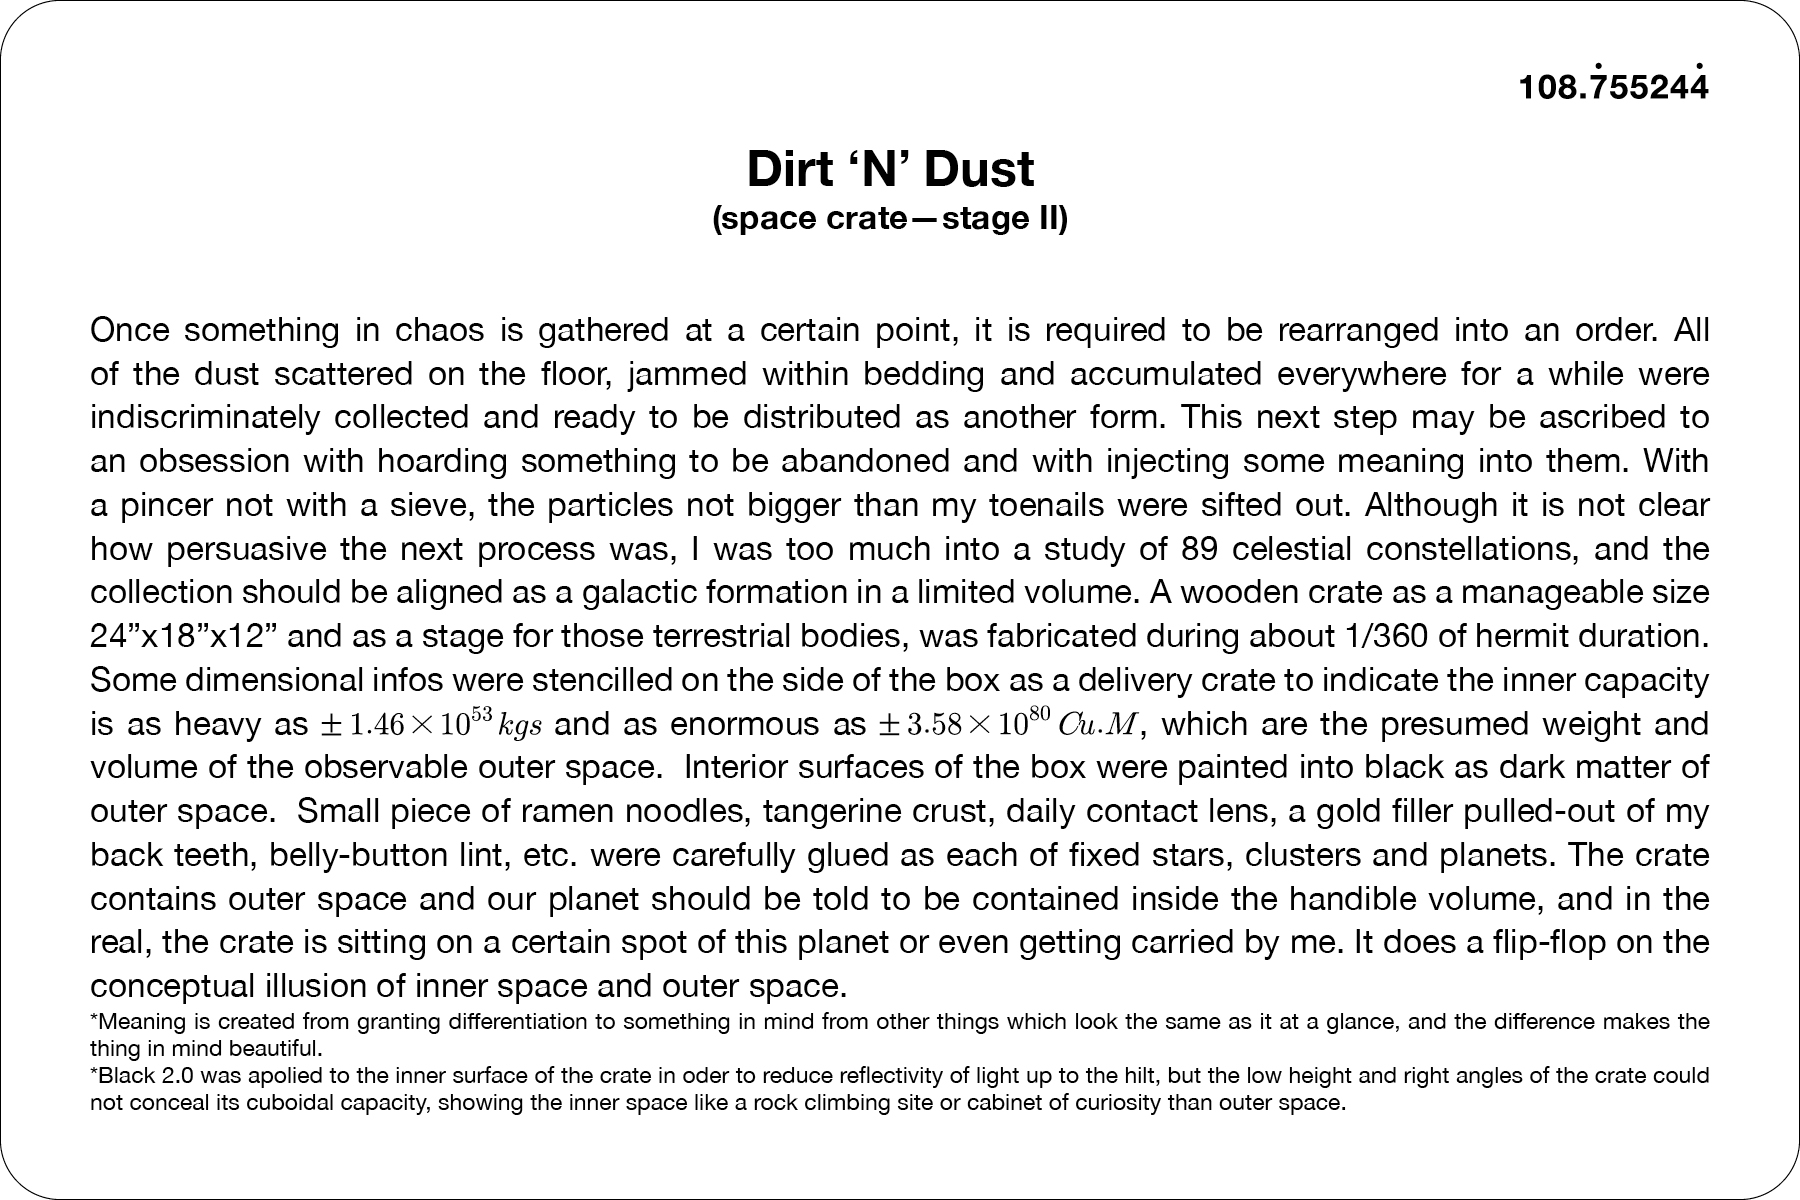 108.7̇55244̇
Dirt ‘N’ Dust
(space crate—stage II)
Once something in chaos is gathered at a certain point, it is required to be rearranged into an order. All
of the dust scattered on the floor, jammed within bedding and accumulated everywhere for a while were
indiscriminately collected and ready to be distributed as another form. This next step may be ascribed to
an obsession with hoarding something to be abandoned and with injecting some meaning into them. With
a pincer not with a sieve, the particles not bigger than my toenails were sifted out. Although it is not clear
how persuasive the next process was, I was too much into a study of 89 celestial constellations, and the
collection should be aligned as a galactic formation in a limited volume. A wooden crate as a manageable size
24”x18”x12” and as a stage for those terrestrial bodies, was fabricated during about 1/360 of hermit duration.
Some dimensional infos were stencilled on the side of the box as a delivery crate to indicate the inner capacity
is as heavy as ±1.46×10⁵³ kgs and as enormous as ±3.58×10⁸⁰ Cu.M, which are the presumed weight and
volume of the observable outer space.  Interior surfaces of the box were painted into black as dark matter of
outer space.  Small piece of ramen noodles, tangerine crust, daily contact lens, a gold filler pulled-out of my
back teeth, belly-button lint, etc. were carefully glued as each of fixed stars, clusters and planets. The crate
contains outer space and our planet should be told to be contained inside the handible volume, and in the
real, the crate is sitting on a certain spot of this planet or even getting carried by me. It does a flip-flop on the
conceptual illusion of inner space and outer space.
*Meaning is created from granting differentiation to something in mind from other things which look the same as it at a glance, and the difference makes the
thing in mind beautiful.
*Black 2.0 was apolied to the inner surface of the crate in oder to reduce reflectivity of light up to the hilt, but the low height and right angles of the crate could
not conceal its cuboidal capacity, showing the inner space like a rock climbing site or cabinet of curiosity than outer space.